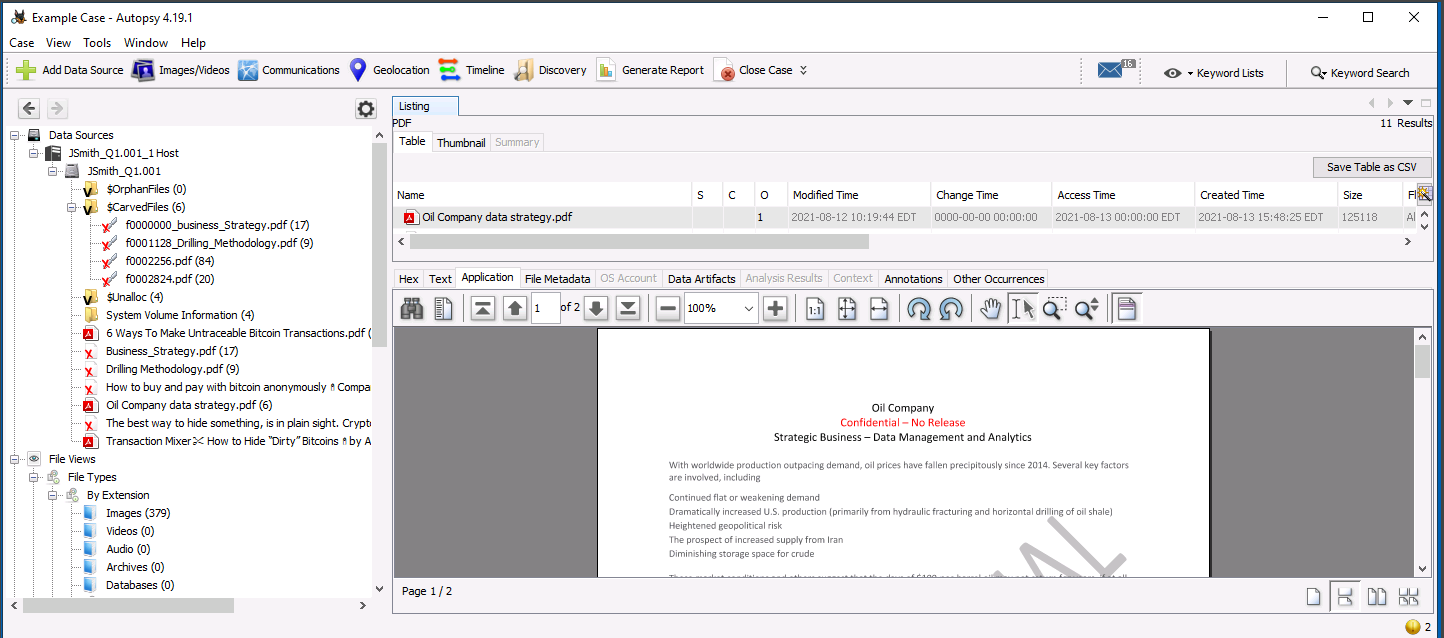 Example Case - Autopsy 4.19.1
Case View Tools Window Help
Add Data Source Images/Videos Communications Geolocation Timeline Discovery Generate Report Close Case 16 Keyword Lists Keyword Search
Data Sources
JSmith_Q1.001_1 Host
JSmith_Q1.001
$OrphanFiles (0)
$CarvedFiles (6)
f0000000_business_Strategy.pdf (17)
f0001128_Drilling_Methodology.pdf (9)
f0002256.pdf (84)
f0002824.pdf (20)
$Unalloc (4)
System Volume Information (4)
6 Ways To Make Untraceable Bitcoin Transactions.pdf (
Business_Strategy.pdf (17)
Drilling Methodology.pdf (9)
How to buy and pay with bitcoin anonymously
Oil Company data strategy.pdf (6)
The best way to hide something, is in plain sight. Crypt
Transaction Mixer✂ How to Hide "Dirty" Bitcoins
File Views
File Types
By Extension
Images (379)
Videos (0)
Audio (0)
Archives (0)
Databases (0)
Listing
PDF
11 Results
Table Thumbnail Summary
Save Table as CSV
Name S C O Modified Time Change Time Access Time Created Time Size Fl
Oil Company data strategy.pdf 1 2021-08-12 10:19:44 EDT 0000-00-00 00:00:00 2021-08-13 00:00:00 EDT 2021-08-13 15:48:25 EDT 125118 Al
Hex Text Application File Metadata OS Account Data Artifacts Analysis Results Context Annotations Other Occurrences
1 of 2 100% 1:1
Oil Company
Confidential – No Release
Strategic Business – Data Management and Analytics
With worldwide production outpacing demand, oil prices have fallen precipitously since 2014. Several key factors
are involved, including
Continued flat or weakening demand
Dramatically increased U.S. production (primarily from hydraulic fracturing and horizontal drilling of oil shale)
Heightened geopolitical risk
The prospect of increased supply from Iran
Diminishing storage space for crude
Page 1 / 2
2